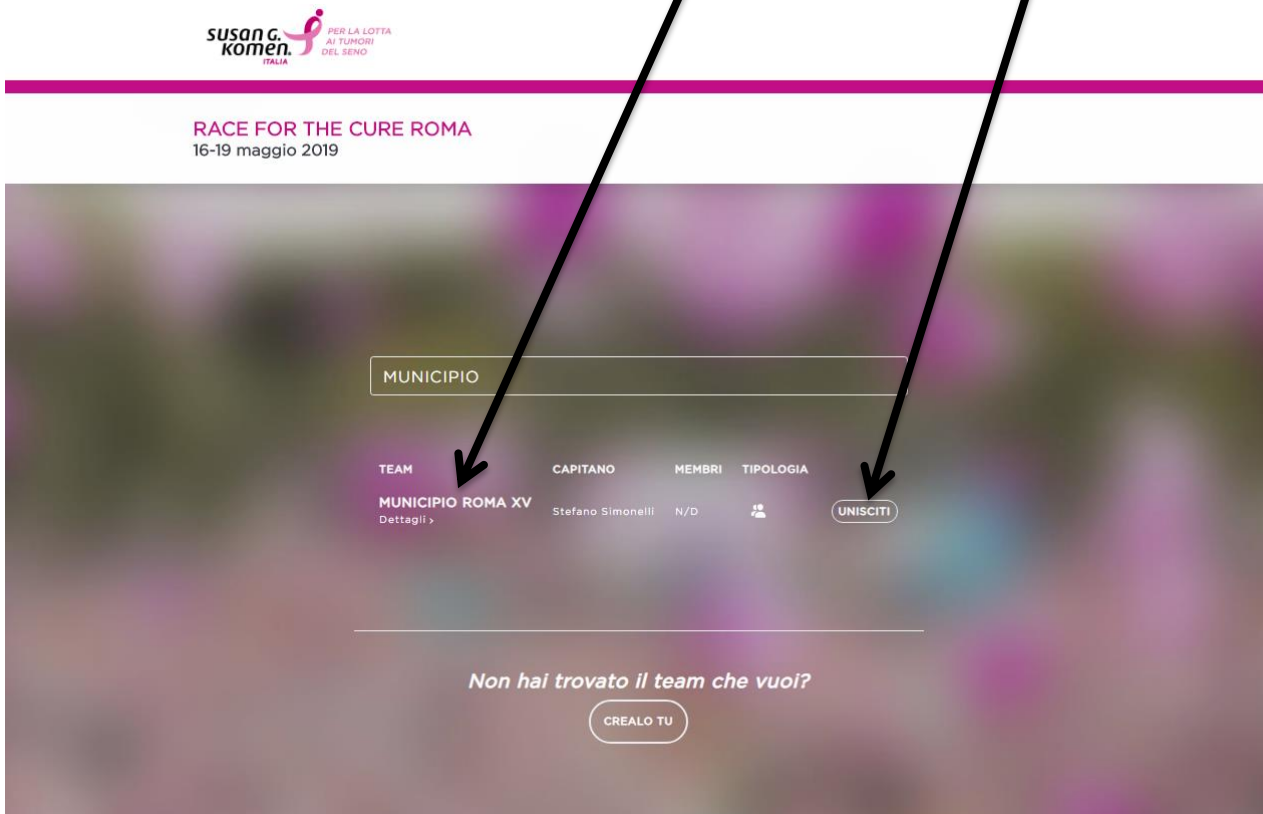 susan g.
komen.
ITALIA
PER LA LOTTA
AI TUMORI
DEL SENO
RACE FOR THE CURE ROMA
16-19 maggio 2019
MUNICIPIO
TEAM CAPITANO MEMBRI TIPOLOGIA
MUNICIPIO ROMA XV Stefano Simonelli N/D UNISCITI
Dettagli >
Non hai trovato il team che vuoi?
CREALO TU